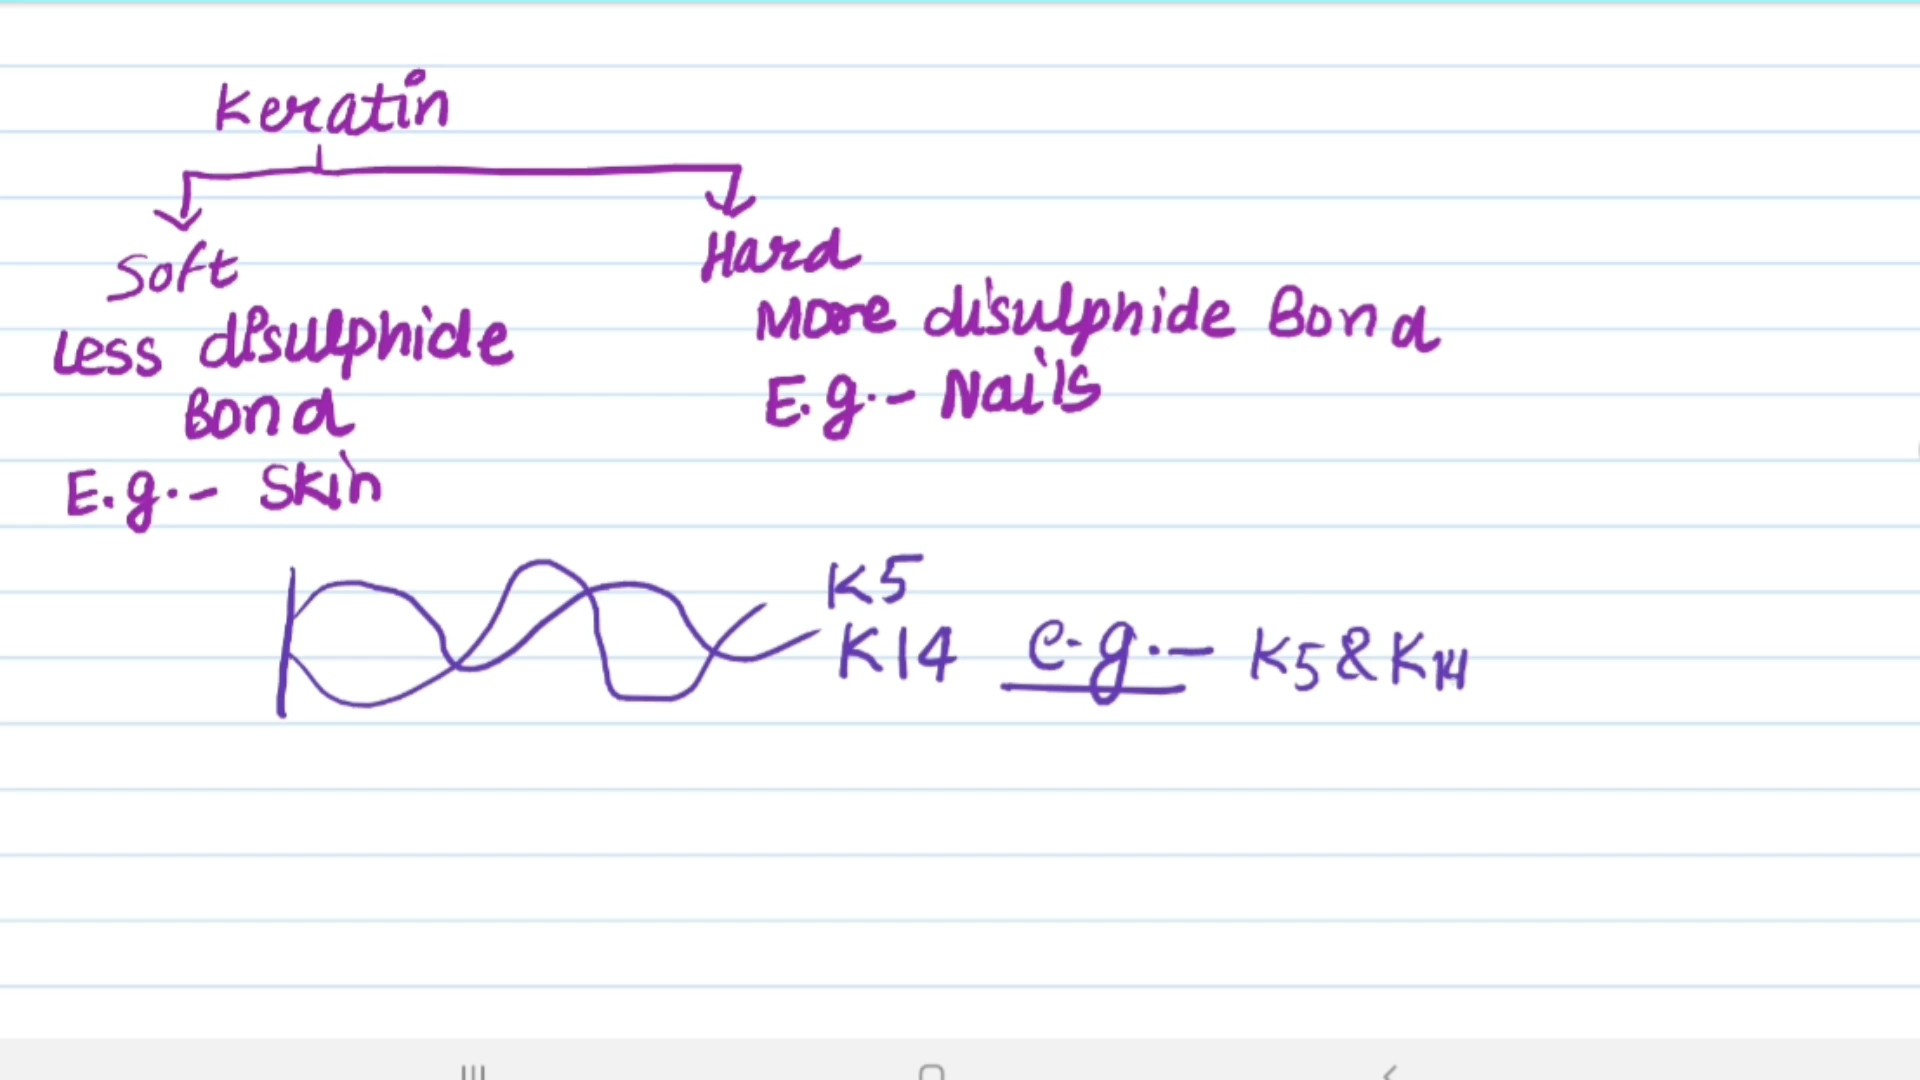 Keratin
Soft
Less disulphide
Bond
E.g.- Skin
Hard
More disulphide Bond
E.g.- Nails
K5
K14 e.g.- K5 & K14